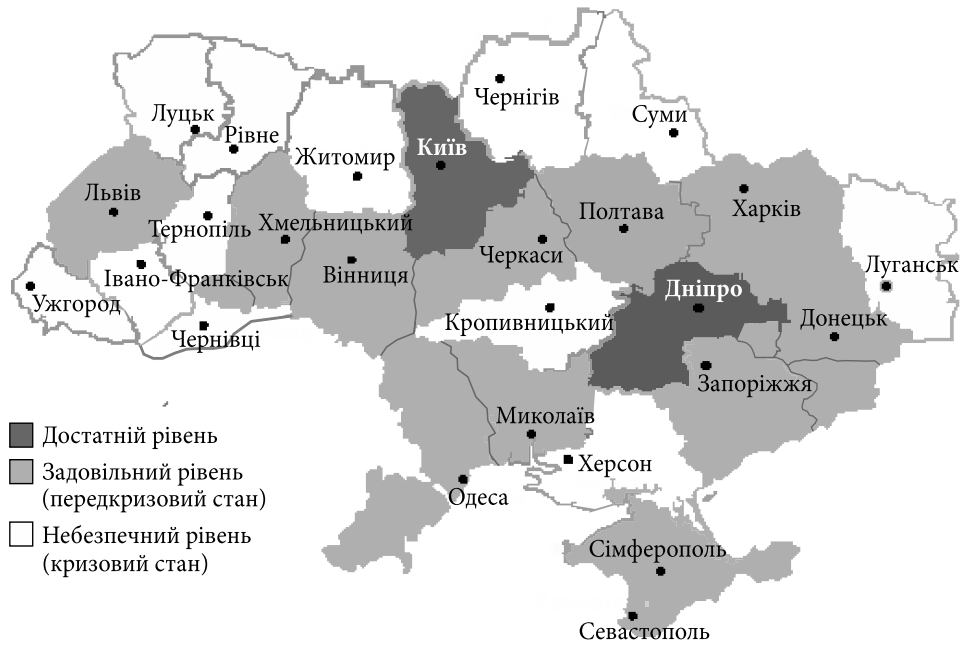 Чернігів
Луцьк
Суми
Рівне
Київ
Житомир
Львів
Харків
Полтава
Тернопіль
Хмельницький
Черкаси
Луганськ
Івано-Франківськ
Вінниця
Ужгород
Дніпро
Кропивницький
Донецьк
Чернівці
Запоріжжя
Миколаїв
Достатній рівень
Херсон
Задовільний рівень
(передкризовий стан)
Одеса
Небезпечний рівень
(кризовий стан)
Сімферополь
Севастополь